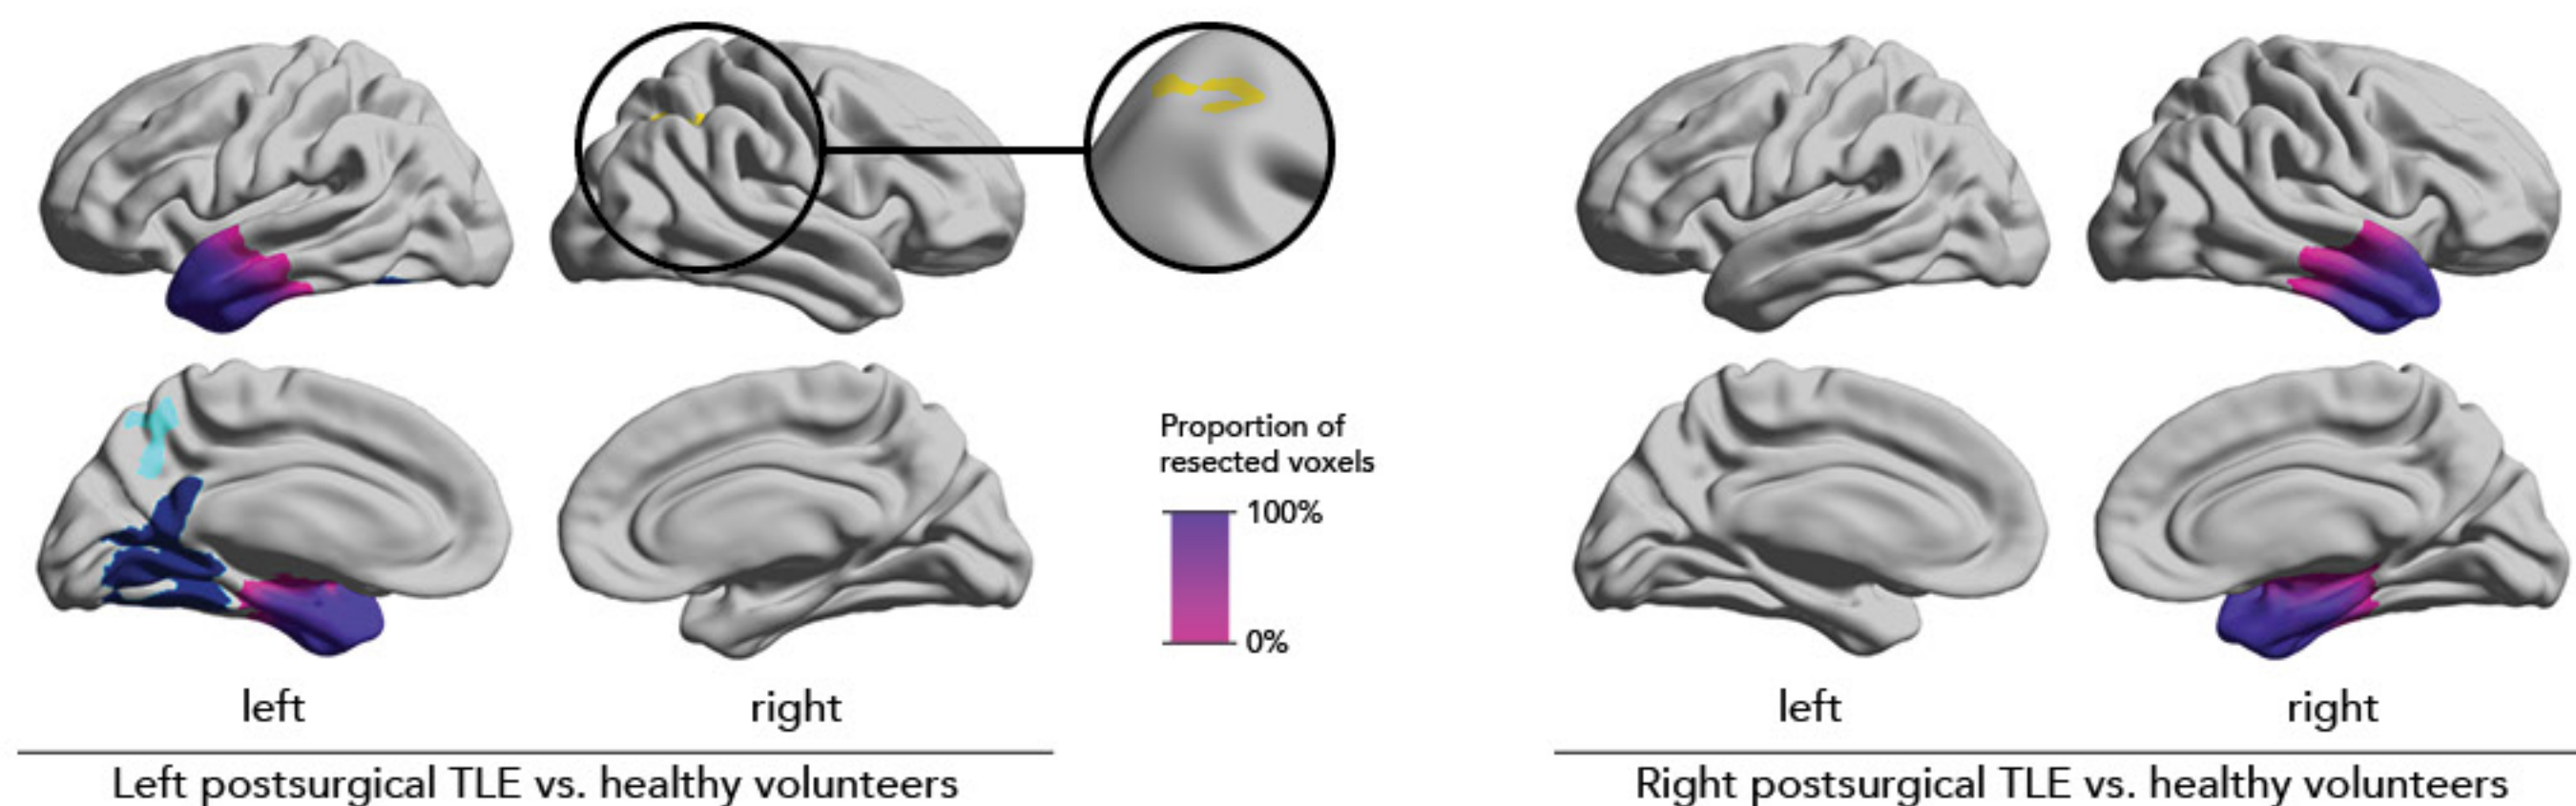 Proportion of
resected voxels
100%
0%
left
right
left
right
Left postsurgical TLE vs. healthy volunteers
Right postsurgical TLE vs. healthy volunteers